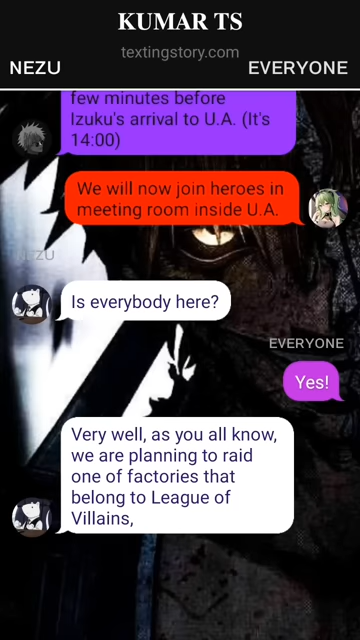 KUMAR TS
textingstory.com
NEZU
EVERYONE
few minutes before
Izuku's arrival to U.A. (It's
14:00)
We will now join heroes in
meeting room inside U.A.
NEZU
Is everybody here?
EVERYONE
Yes!
Very well, as you all know,
we are planning to raid
one of factories that
belong to League of
Villains,